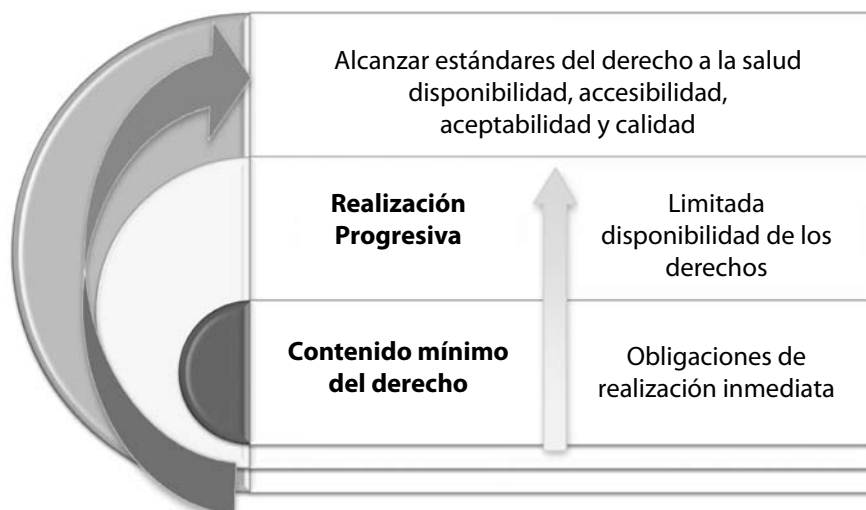 Alcanzar estándares del derecho a la salud
disponibilidad, accesibilidad,
aceptabilidad y calidad
Realización
Progresiva
Limitada
disponibilidad de los
derechos
Contenido mínimo
del derecho
Obligaciones de
realización inmediata